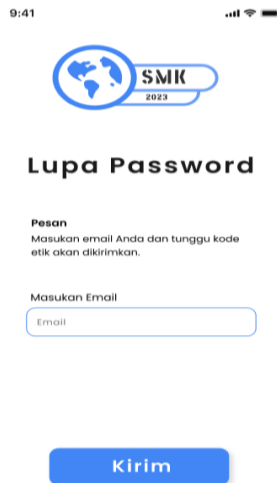 9:41
SMK
2023
Lupa Password
Pesan
Masukan email Anda dan tunggu kode
etik akan dikirimkan.
Masukan Email
Email
Kirim